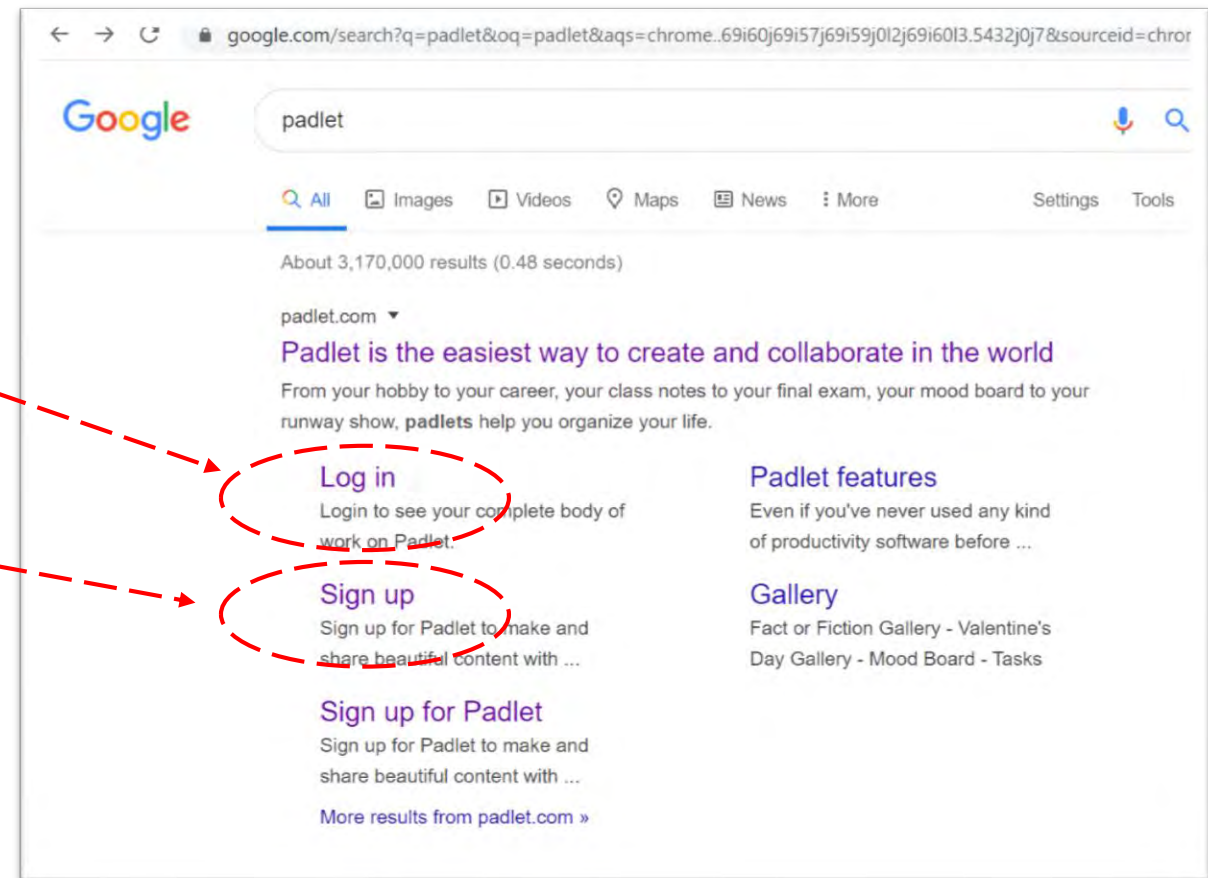 google.com/search?q=padlet&oq=padlet&aqs=chrome..69i60j69i57j69i59j0l2j69i60l3.5432j0j7&sourceid=chror
Google
padlet
All Images Videos Maps News More Settings Tools
About 3,170,000 results (0.48 seconds)
padlet.com
Padlet is the easiest way to create and collaborate in the world
From your hobby to your career, your class notes to your final exam, your mood board to your
runway show, padlets help you organize your life.
Log in
Login to see your complete body of
work on Padlet.
Padlet features
Even if you've never used any kind
of productivity software before ...
Sign up
Sign up for Padlet to make and
share beautiful content with ...
Gallery
Fact or Fiction Gallery - Valentine's
Day Gallery - Mood Board - Tasks
Sign up for Padlet
Sign up for Padlet to make and
share beautiful content with ...
More results from padlet.com »